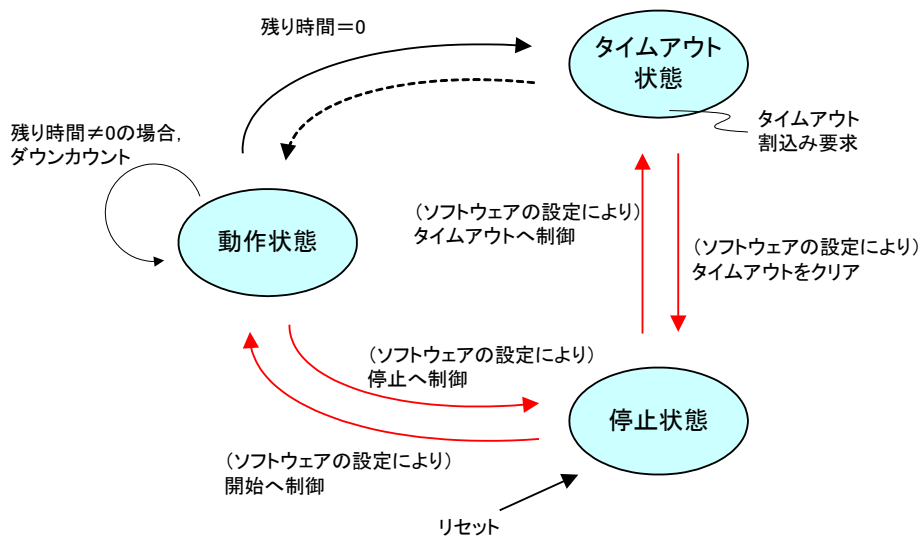 残り時間＝0
タイムアウト
状態
タイムアウト
割込み要求
残り時間≠0の場合,
ダウンカウント
動作状態
（ソフトウェアの設定により）
タイムアウトへ制御
（ソフトウェアの設定により）
タイムアウトをクリア
（ソフトウェアの設定により）
停止へ制御
停止状態
（ソフトウェアの設定により）
開始へ制御
リセット